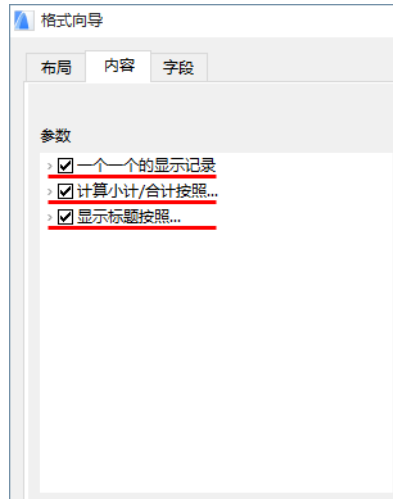 格式向导
布局 内容 字段
参数
一个一个的显示记录
计算小计/合计按照...
显示标题按照...